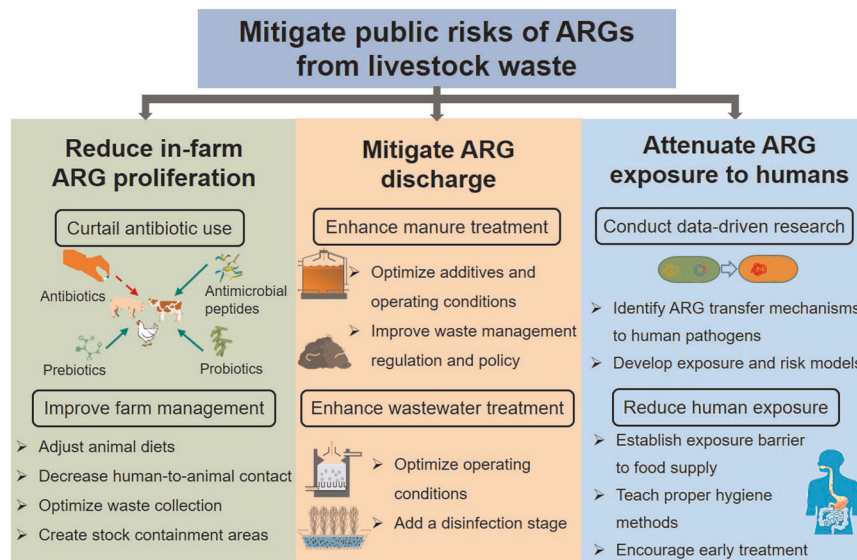 Mitigate public risks of ARGs
from livestock waste
Reduce in-farm
ARG proliferation
Curtail antibiotic use
Antibiotics
Antimicrobial
peptides
Prebiotics
Probiotics
Improve farm management
➢ Adjust animal diets
➢ Decrease human-to-animal contact
➢ Optimize waste collection
➢ Create stock containment areas
Mitigate ARG
discharge
Enhance manure treatment
➢ Optimize additives and
operating conditions
➢ Improve waste management
regulation and policy
Enhance wastewater treatment
➢ Optimize operating
conditions
➢ Add a disinfection stage
Attenuate ARG
exposure to humans
Conduct data-driven research
➢ Identify ARG transfer mechanisms
to human pathogens
➢ Develop exposure and risk models
Reduce human exposure
➢ Establish exposure barrier
to food supply
➢ Teach proper hygiene
methods
➢ Encourage early treatment